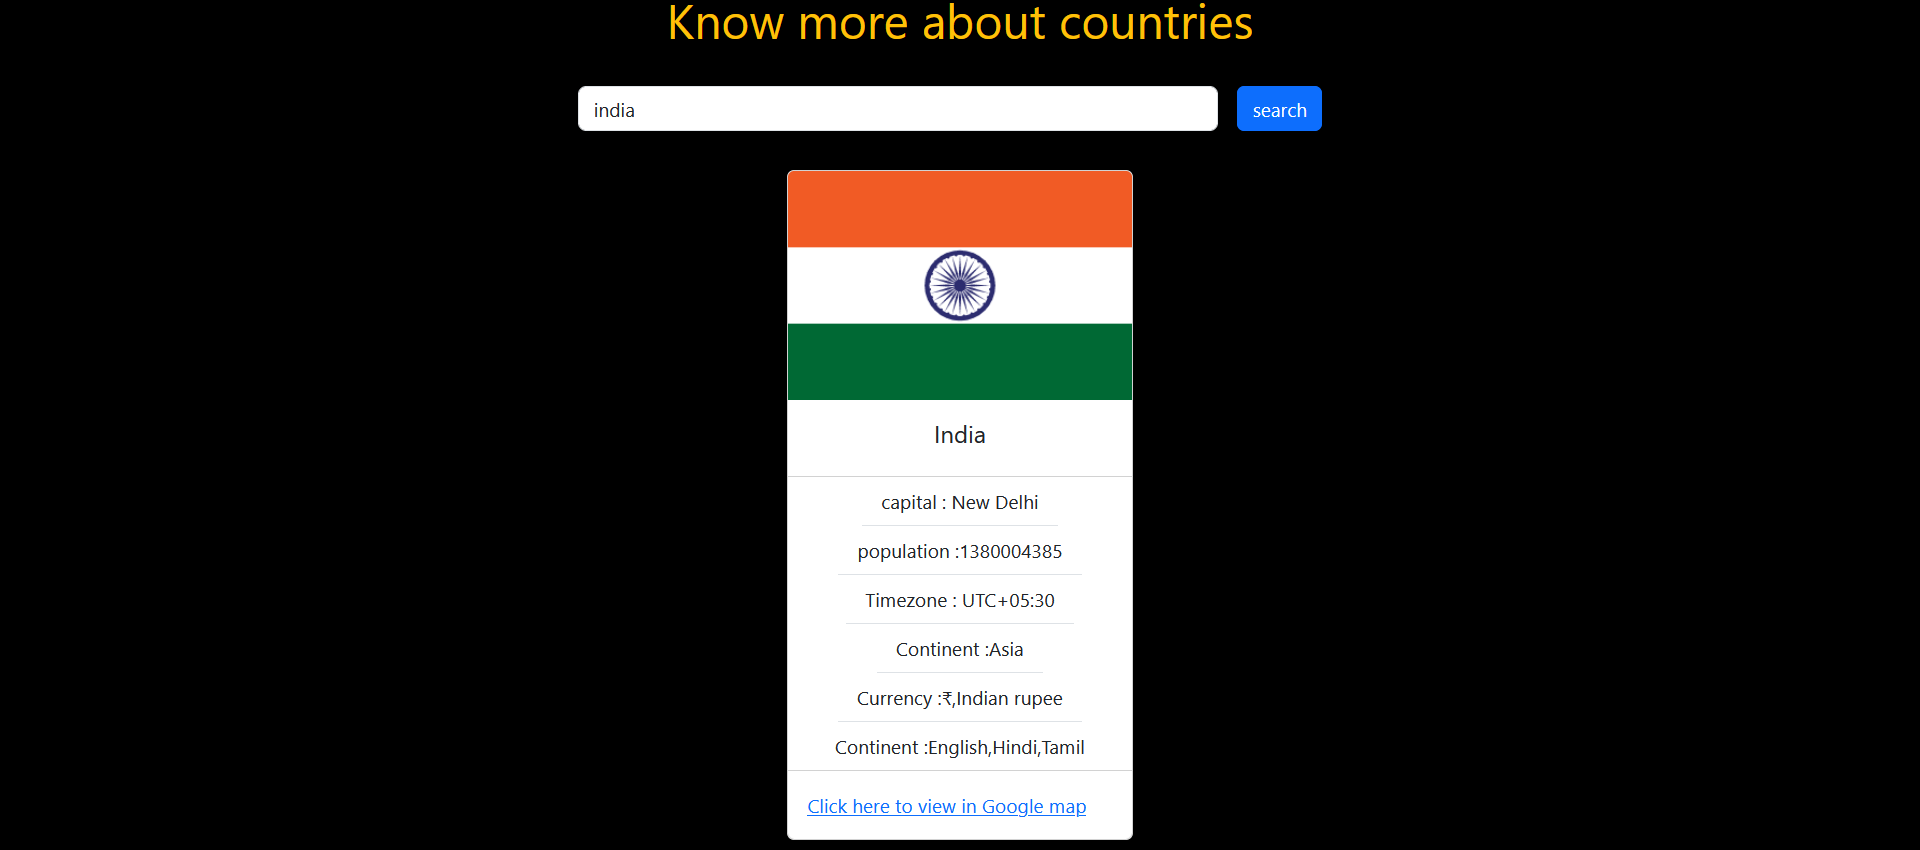 Know more about countries
india
search
India
capital : New Delhi
population :1380004385
Timezone : UTC+05:30
Continent :Asia
Currency :₹,Indian rupee
Continent :English,Hindi,Tamil
Click here to view in Google map